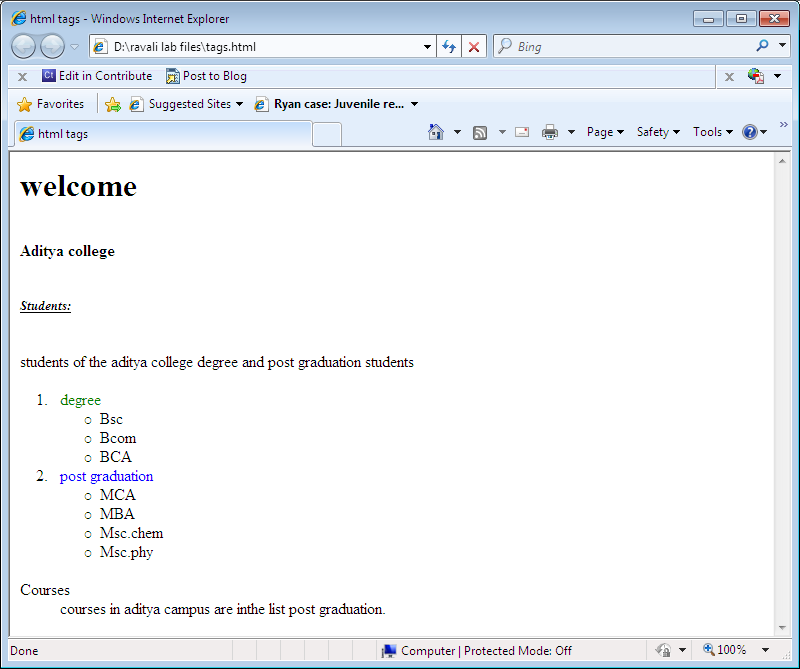 html tags - Windows Internet Explorer
D:\ravali lab files\tags.html
Bing
Edit in Contribute Post to Blog
Favorites Suggested Sites Ryan case: Juvenile re...
html tags Page Safety Tools
welcome
Aditya college
Students:
students of the aditya college degree and post graduation students
1. degree
Bsc
Bcom
BCA
2. post graduation
MCA
MBA
Msc.chem
Msc.phy
Courses
courses in aditya campus are inthe list post graduation.
Done Computer | Protected Mode: Off 100%